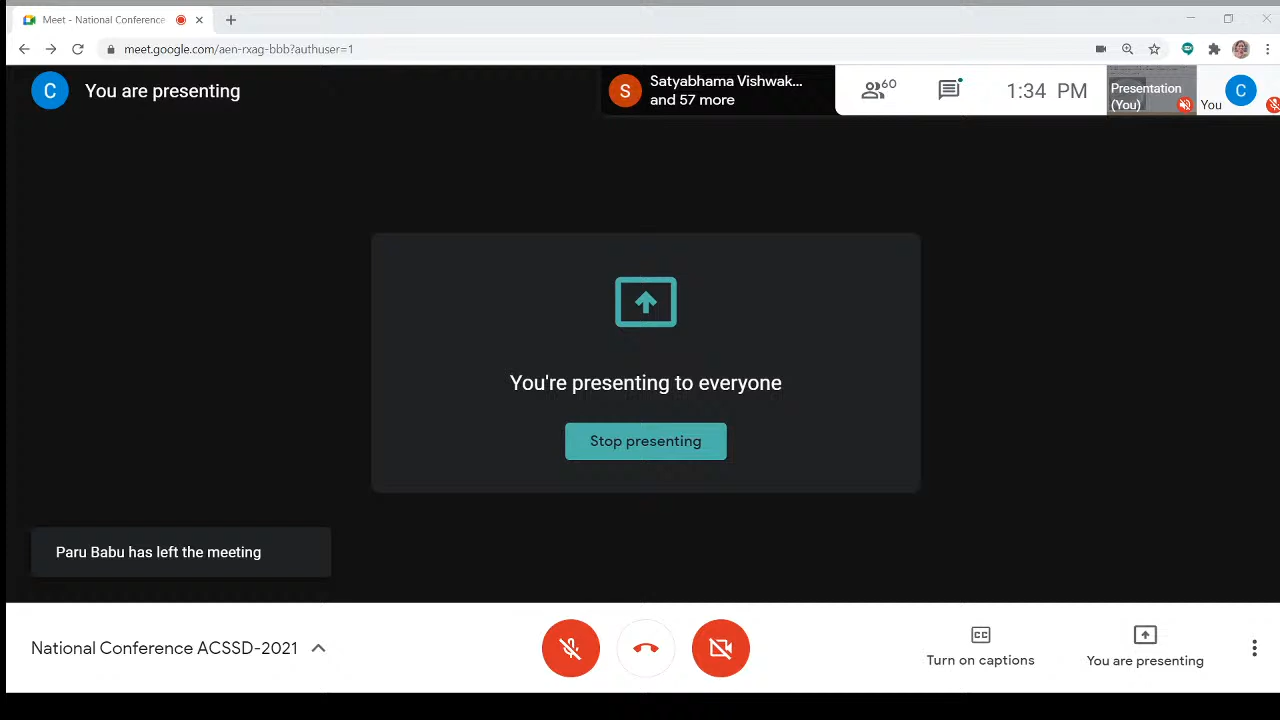 Meet - National Conference
meet.google.com/aen-rxag-bbb?authuser=1
C
You are presenting
S
Satyabhama Vishwak...
and 57 more
60
1:34 PM
Presentation
(You)
You
C
You're presenting to everyone
Stop presenting
Paru Babu has left the meeting
National Conference ACSSD-2021
CC
Turn on captions
You are presenting